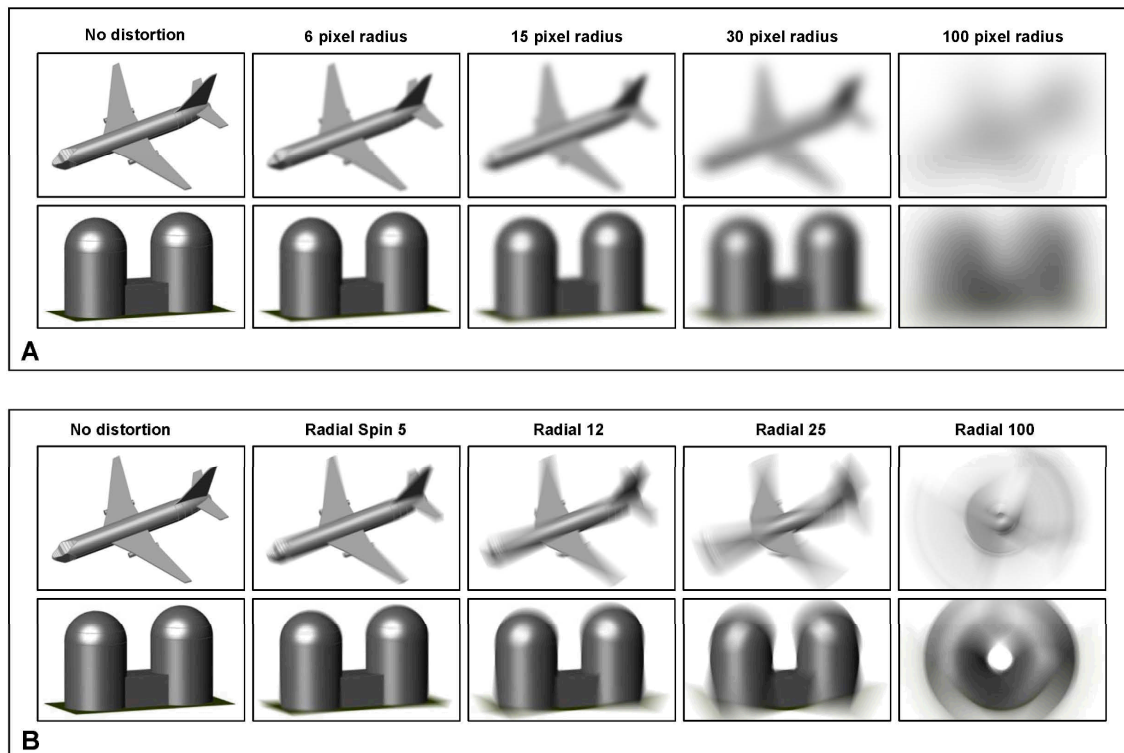 No distortion 6 pixel radius 15 pixel radius 30 pixel radius 100 pixel radius
A
No distortion Radial Spin 5 Radial 12 Radial 25 Radial 100
B